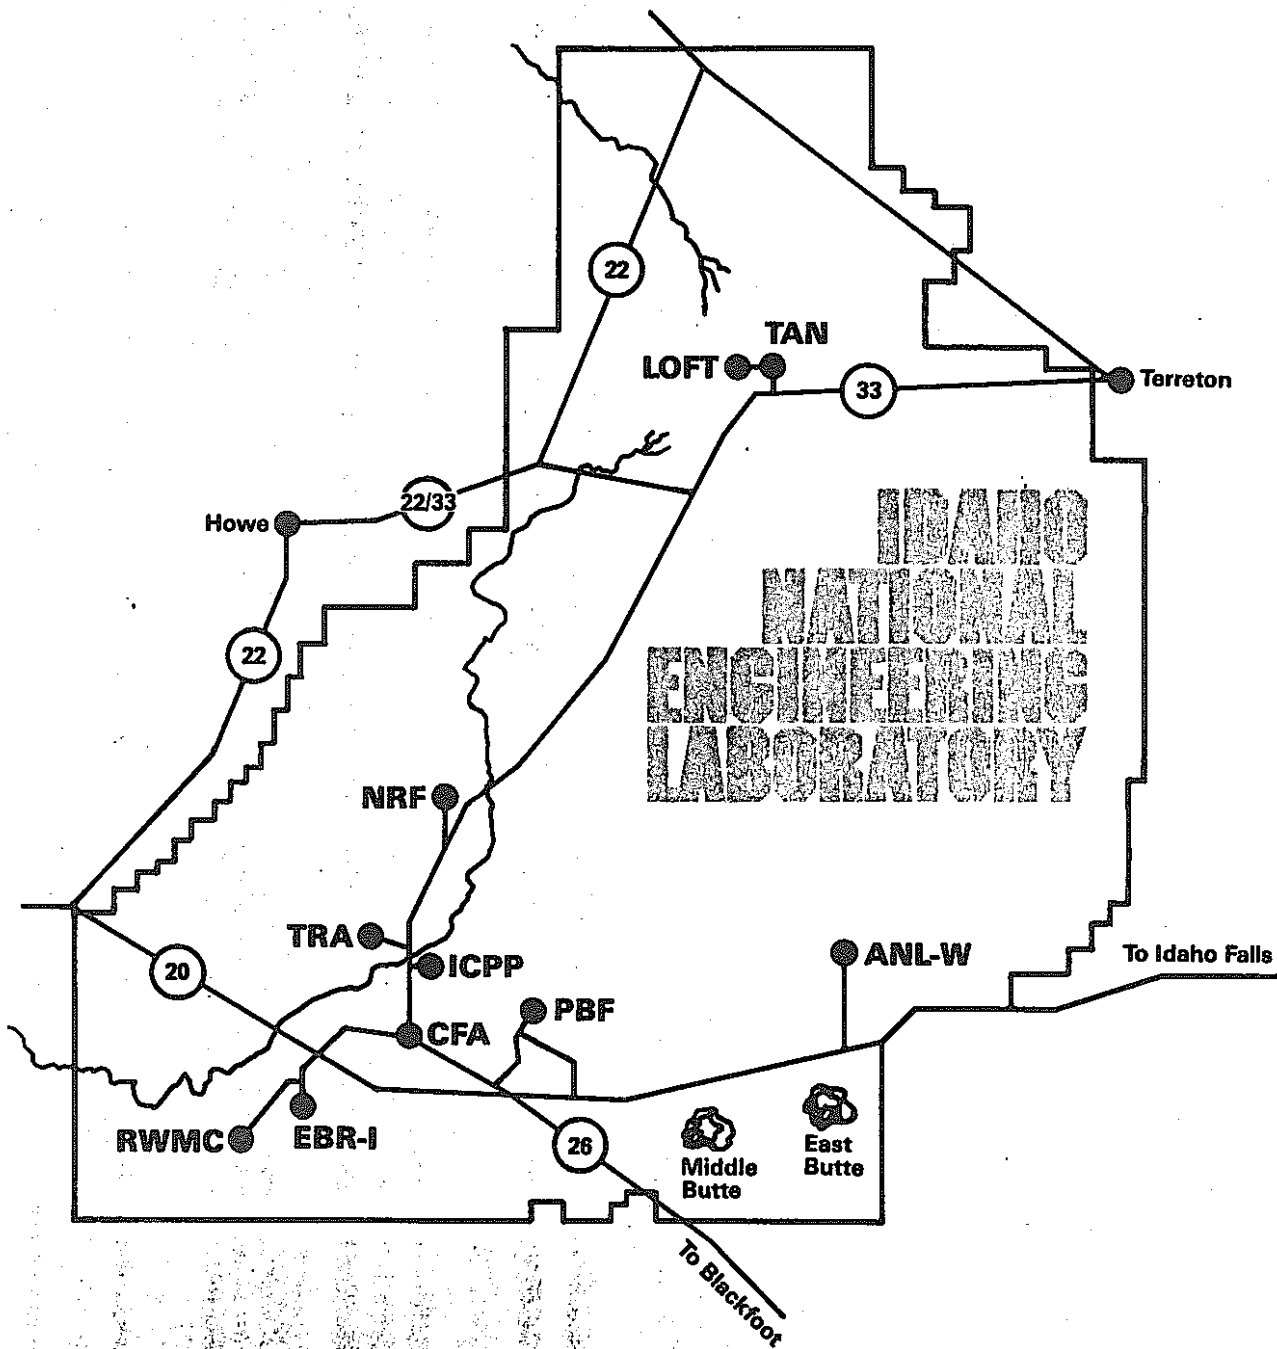 22
TAN
LOFT
33
Terreton
22/33
Howe
IDAHO
NATIONAL
ENGINEERING
LABORATORY
22
NRF
TRA
ICPP
ANL-W
To Idaho Falls
20
PBF
CFA
RWMC
EBR-I
26
Middle
Butte
East
Butte
To Blackfoot